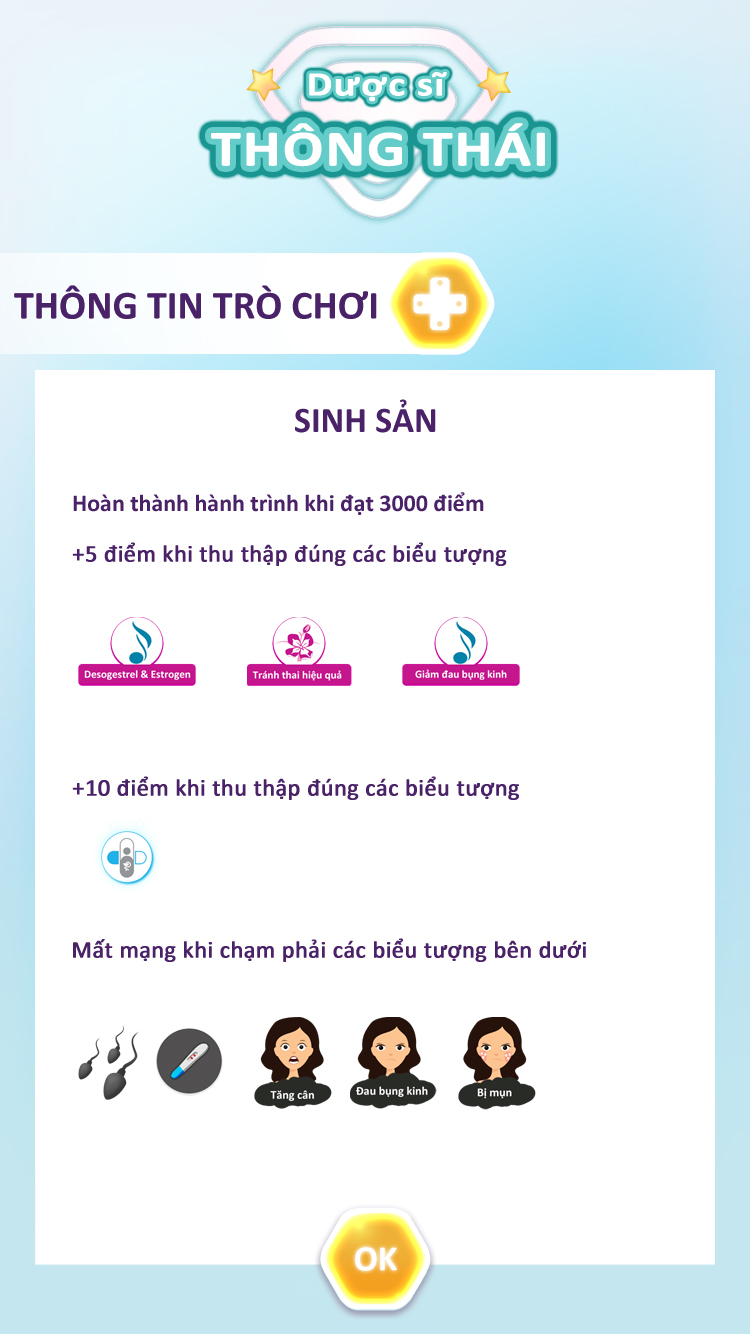 Dược sĩ
THÔNG THÁI
THÔNG TIN TRÒ CHƠI
SINH SẢN
Hoàn thành hành trình khi đạt 3000 điểm
+5 điểm khi thu thập đúng các biểu tượng
Desogestrel & Estrogen
Tránh thai hiệu quả
Giảm đau bụng kinh
+10 điểm khi thu thập đúng các biểu tượng
Mất mạng khi chạm phải các biểu tượng bên dưới
Tăng cân
Đau bụng kinh
Bị mụn
OK